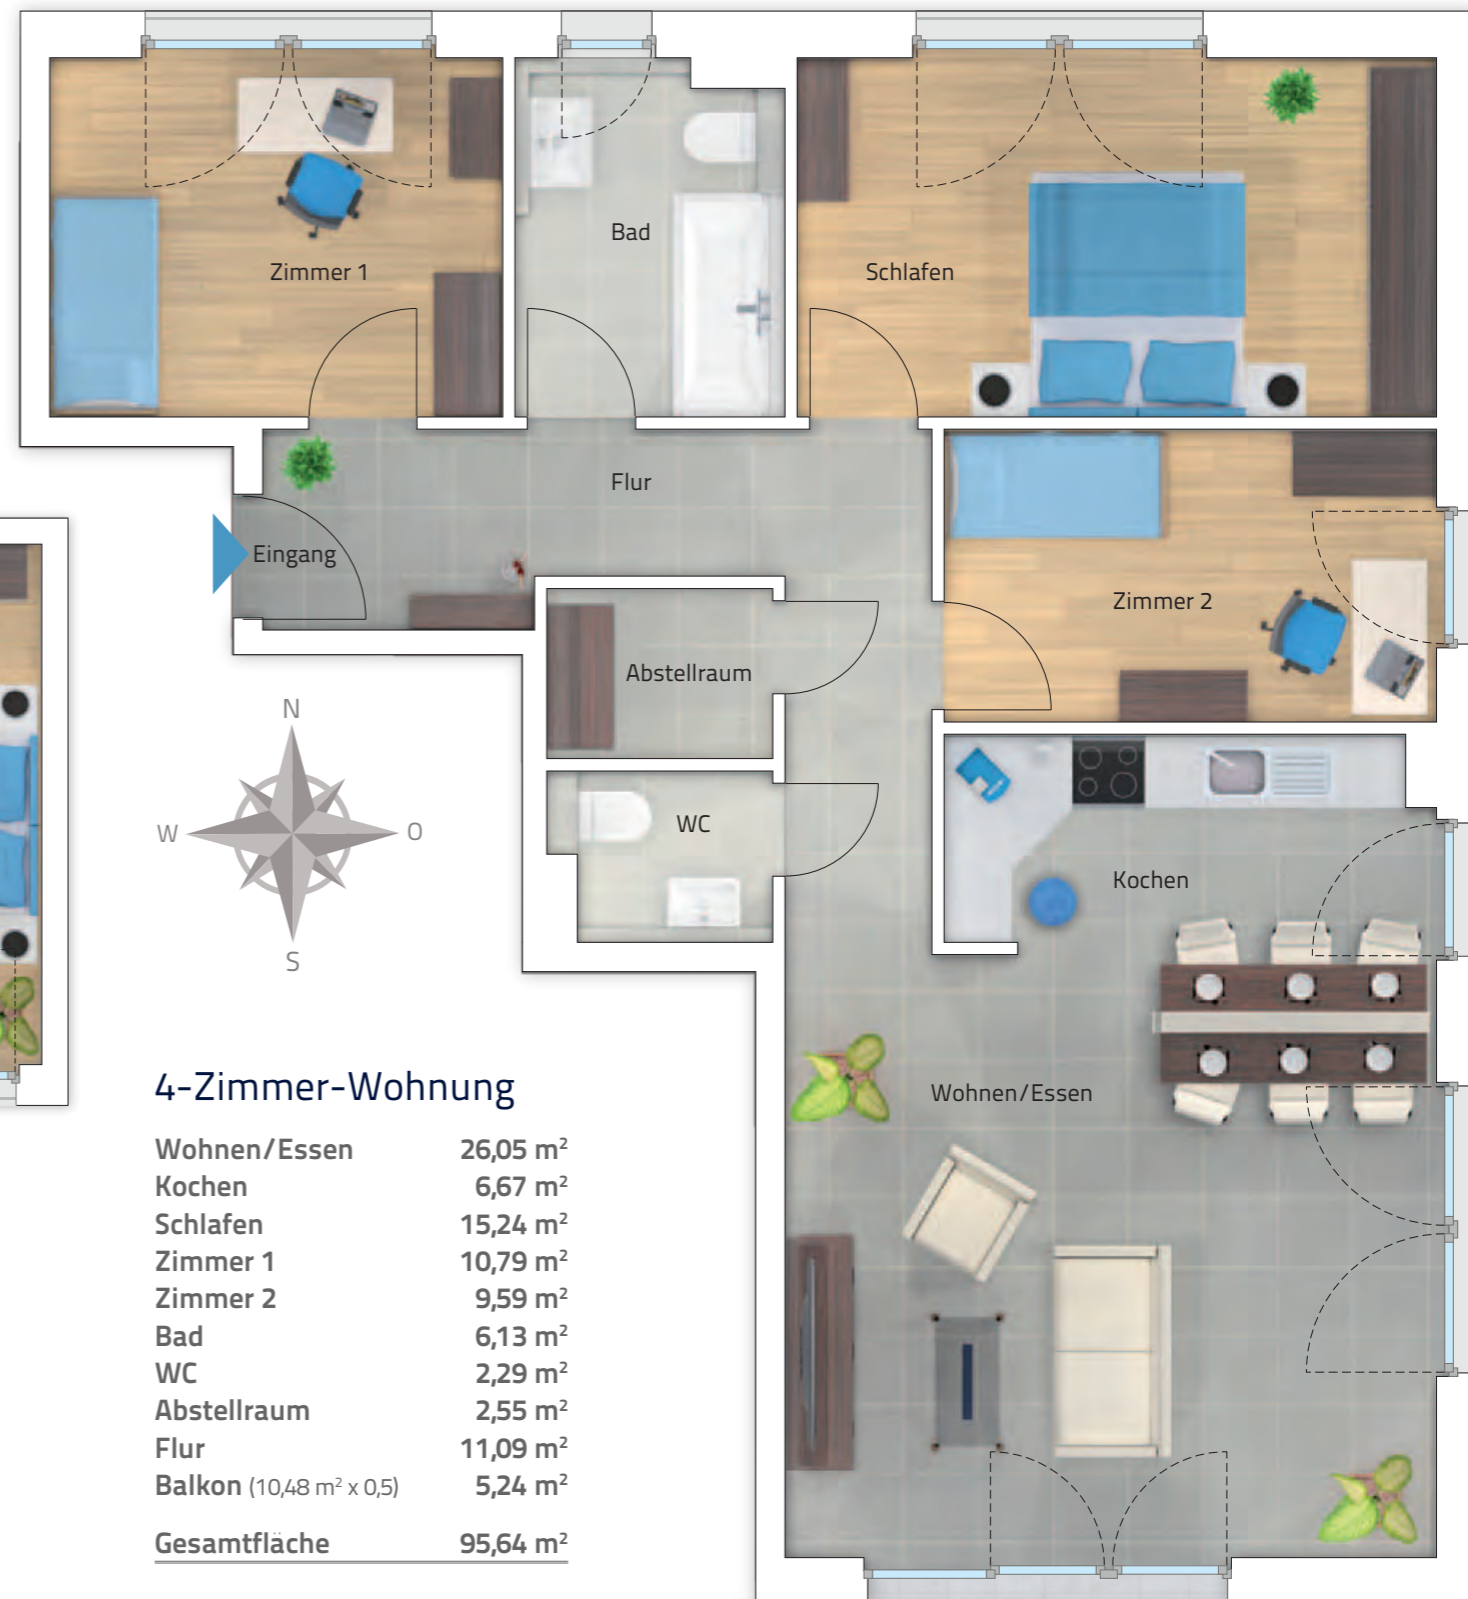 Zimmer 1
Bad
Schlafen
Flur
Eingang
Zimmer 2
Abstellraum
WC
Kochen
Wohnen/Essen
N
W
O
S
4-Zimmer-Wohnung
Wohnen/Essen 26,05 m²
Kochen 6,67 m²
Schlafen 15,24 m²
Zimmer 1 10,79 m²
Zimmer 2 9,59 m²
Bad 6,13 m²
WC 2,29 m²
Abstellraum 2,55 m²
Flur 11,09 m²
Balkon (10,48 m² x 0,5) 5,24 m²
Gesamtfläche 95,64 m²